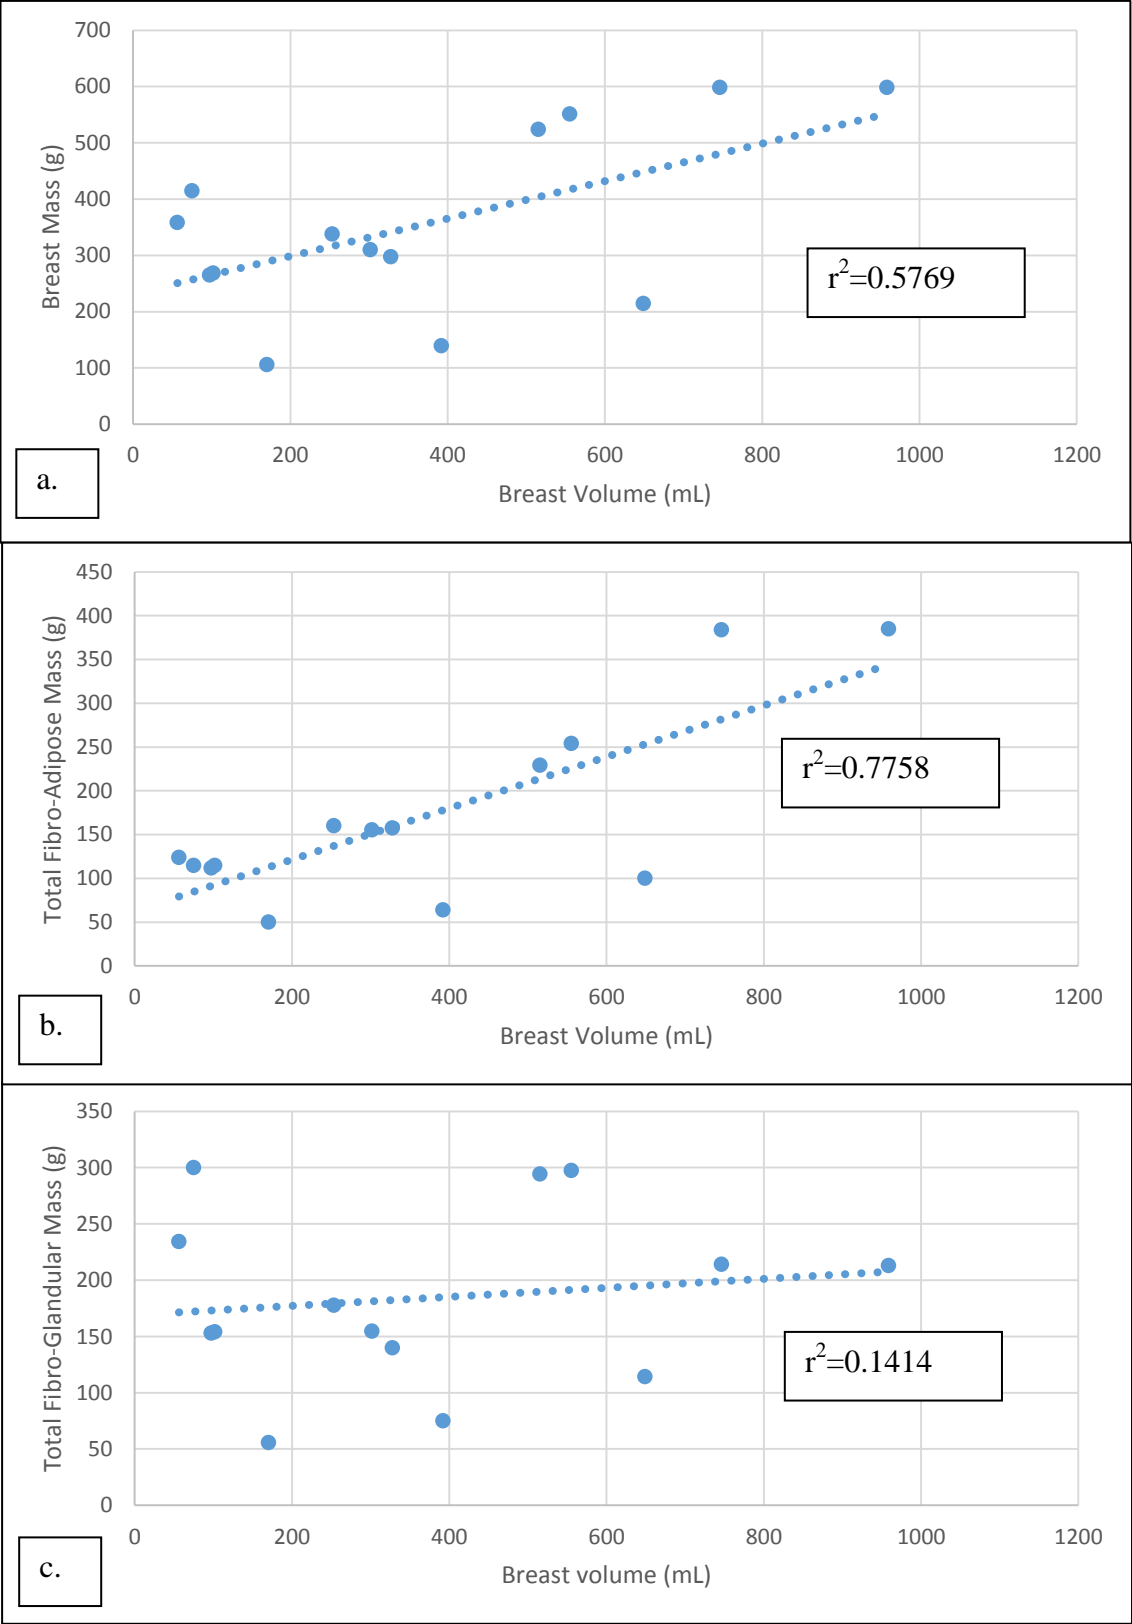 700
600
500
400
300
200
100
0
Breast Mass (g)
r²=0.5769
0 200 400 600 800 1000 1200
Breast Volume (mL)
a.
450
400
350
300
250
200
150
100
50
0
Total Fibro-Adipose Mass (g)
r²=0.7758
0 200 400 600 800 1000 1200
Breast Volume (mL)
b.
350
300
250
200
150
100
50
0
Total Fibro-Glandular Mass (g)
r²=0.1414
0 200 400 600 800 1000 1200
Breast volume (mL)
c.